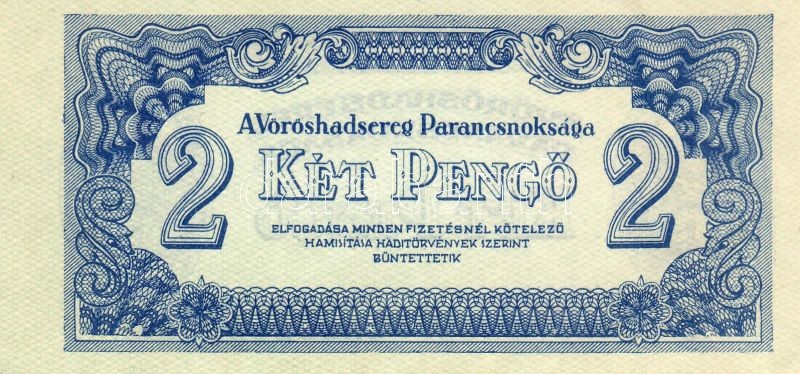 A Vöröshadsereg Parancsnoksága
2 KÉT PENGŐ 2
ELFOGADÁSA MINDEN FIZETÉSNÉL KÖTELEZŐ
HAMISÍTÁSA HADITÖRVÉNYEK SZERINT
BÜNTETTETIK